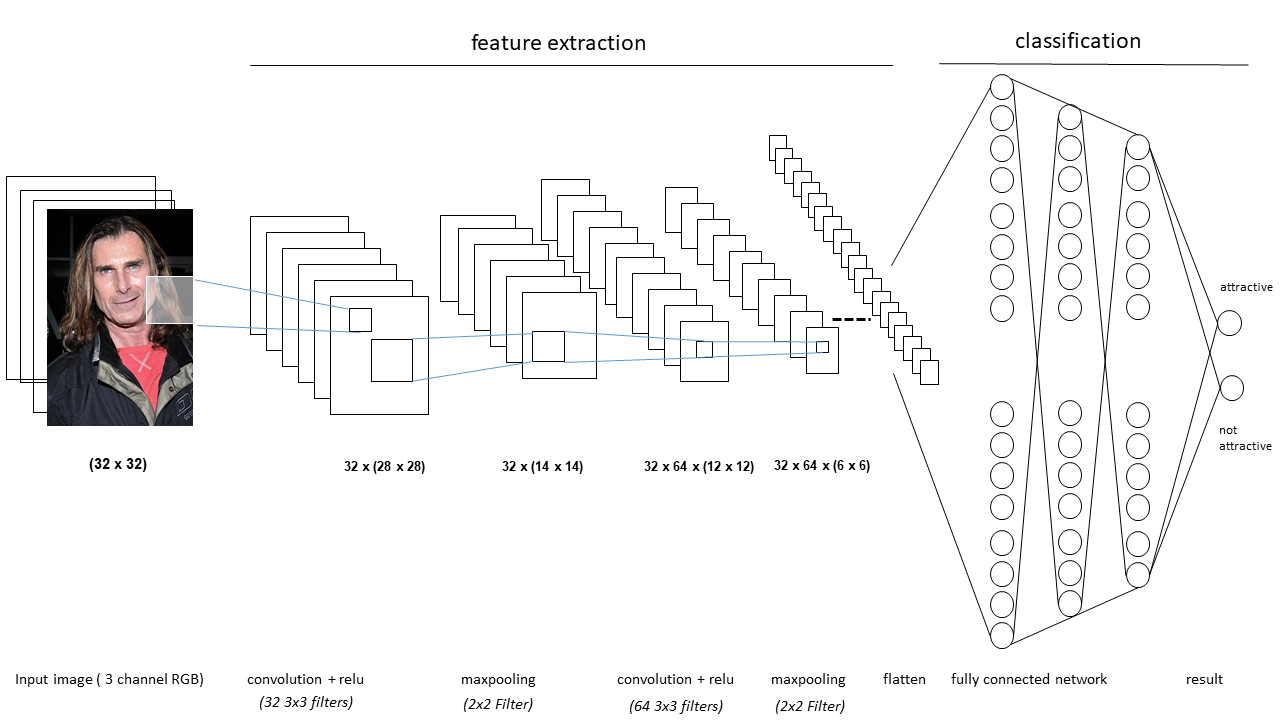 feature extraction
classification
attractive
not
attractive
(32 x 32)
32 x (28 x 28)
32 x (14 x 14)
32 x 64 x (12 x 12)
32 x 64 x (6 x 6)
Input image ( 3 channel RGB)
convolution + relu
(32 3x3 filters)
maxpooling
(2x2 Filter)
convolution + relu
(64 3x3 filters)
maxpooling
(2x2 Filter)
flatten
fully connected network
result